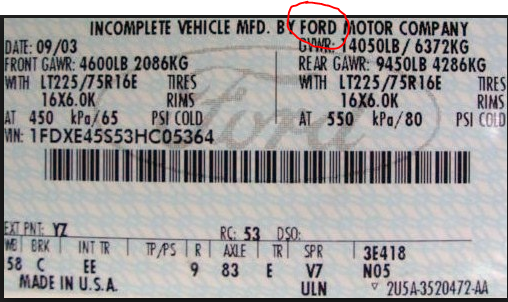 INCOMPLETE VEHICLE MFD. BY FORD MOTOR COMPANY
DATE: 09/03 GVWR: 14050LB/ 6372KG
FRONT GAWR: 4600LB 2086KG REAR GAWR: 9450LB 4286KG
WITH LT225/75R16E TIRES WITH LT225/75R16E TIRES
16X6.0K RIMS 16X6.0K RIMS
AT 450 kPa/65 PSI COLD AT 550 kPa/80 PSI COLD
VIN: 1FDXE45S53HC05364
Ford
EXT PNT: YZ RC: 53 DSO:
WB BRK INT TR TP/PS R AXLE TR SPR 3E418
58 C EE 9 83 E V7 N05
MADE IN U.S.A. ULN ▽ 2U5A-3520472-AA